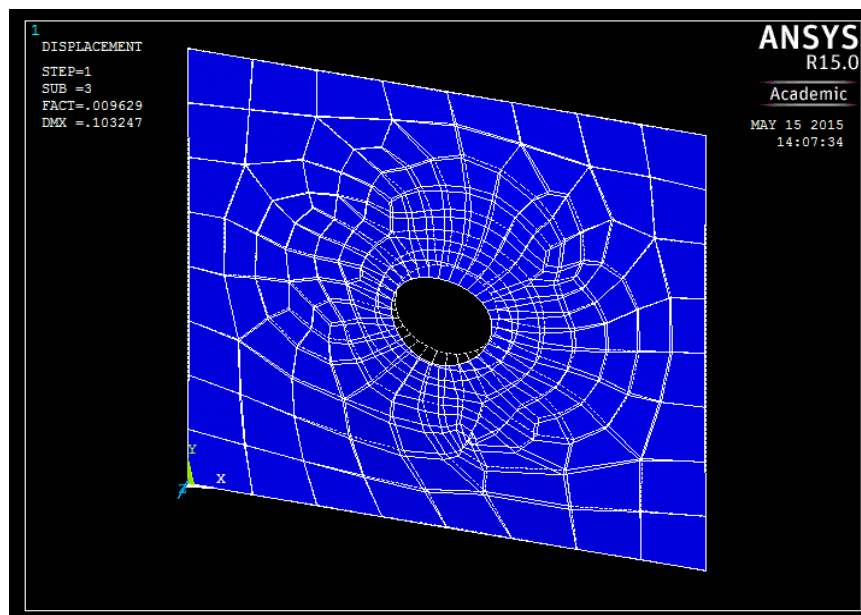 1
DISPLACEMENT
STEP=1
SUB =3
FACT=.009629
DMX =.103247
ANSYS
R15.0
Academic
MAY 15 2015
14:07:34
Y
Z
X